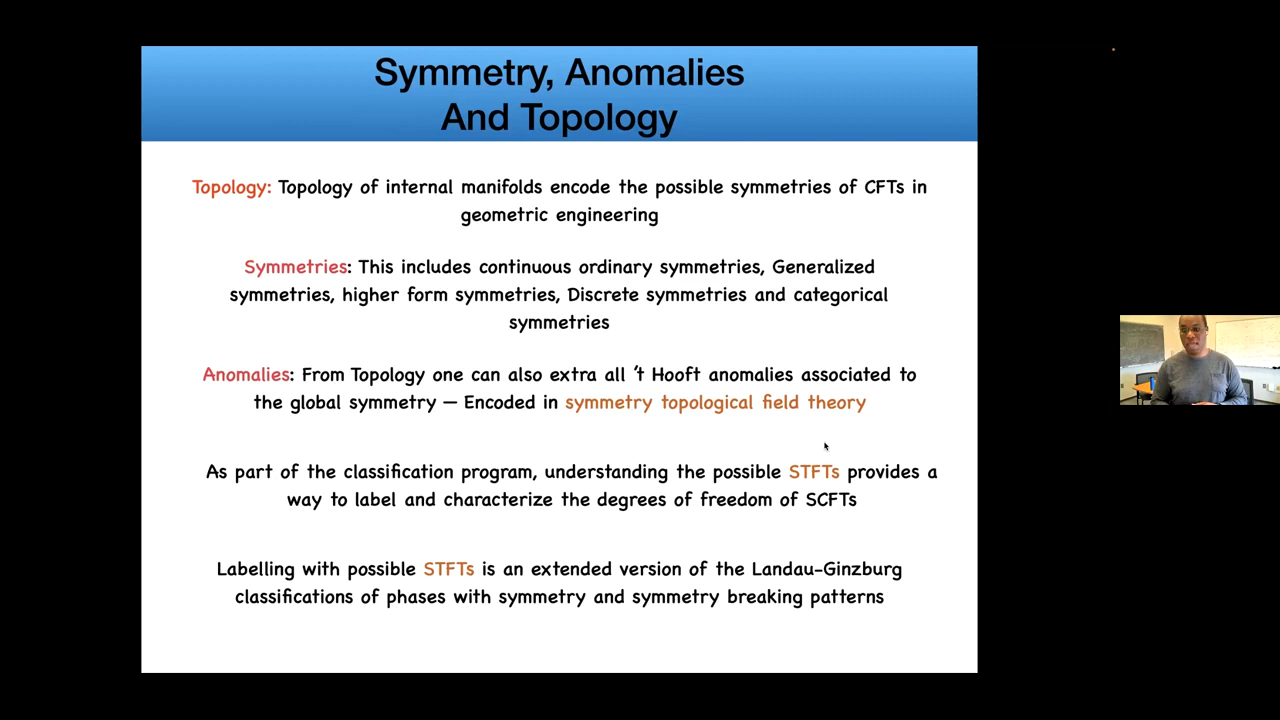 Symmetry, Anomalies
And Topology
Topology: Topology of internal manifolds encode the possible symmetries of CFTs in
geometric engineering
Symmetries: This includes continuous ordinary symmetries, Generalized
symmetries, higher form symmetries, Discrete symmetries and categorical
symmetries
Anomalies: From Topology one can also extra all 't Hooft anomalies associated to
the global symmetry — Encoded in symmetry topological field theory
As part of the classification program, understanding the possible STFTs provides a
way to label and characterize the degrees of freedom of SCFTs
Labelling with possible STFTs is an extended version of the Landau-Ginzburg
classifications of phases with symmetry and symmetry breaking patterns